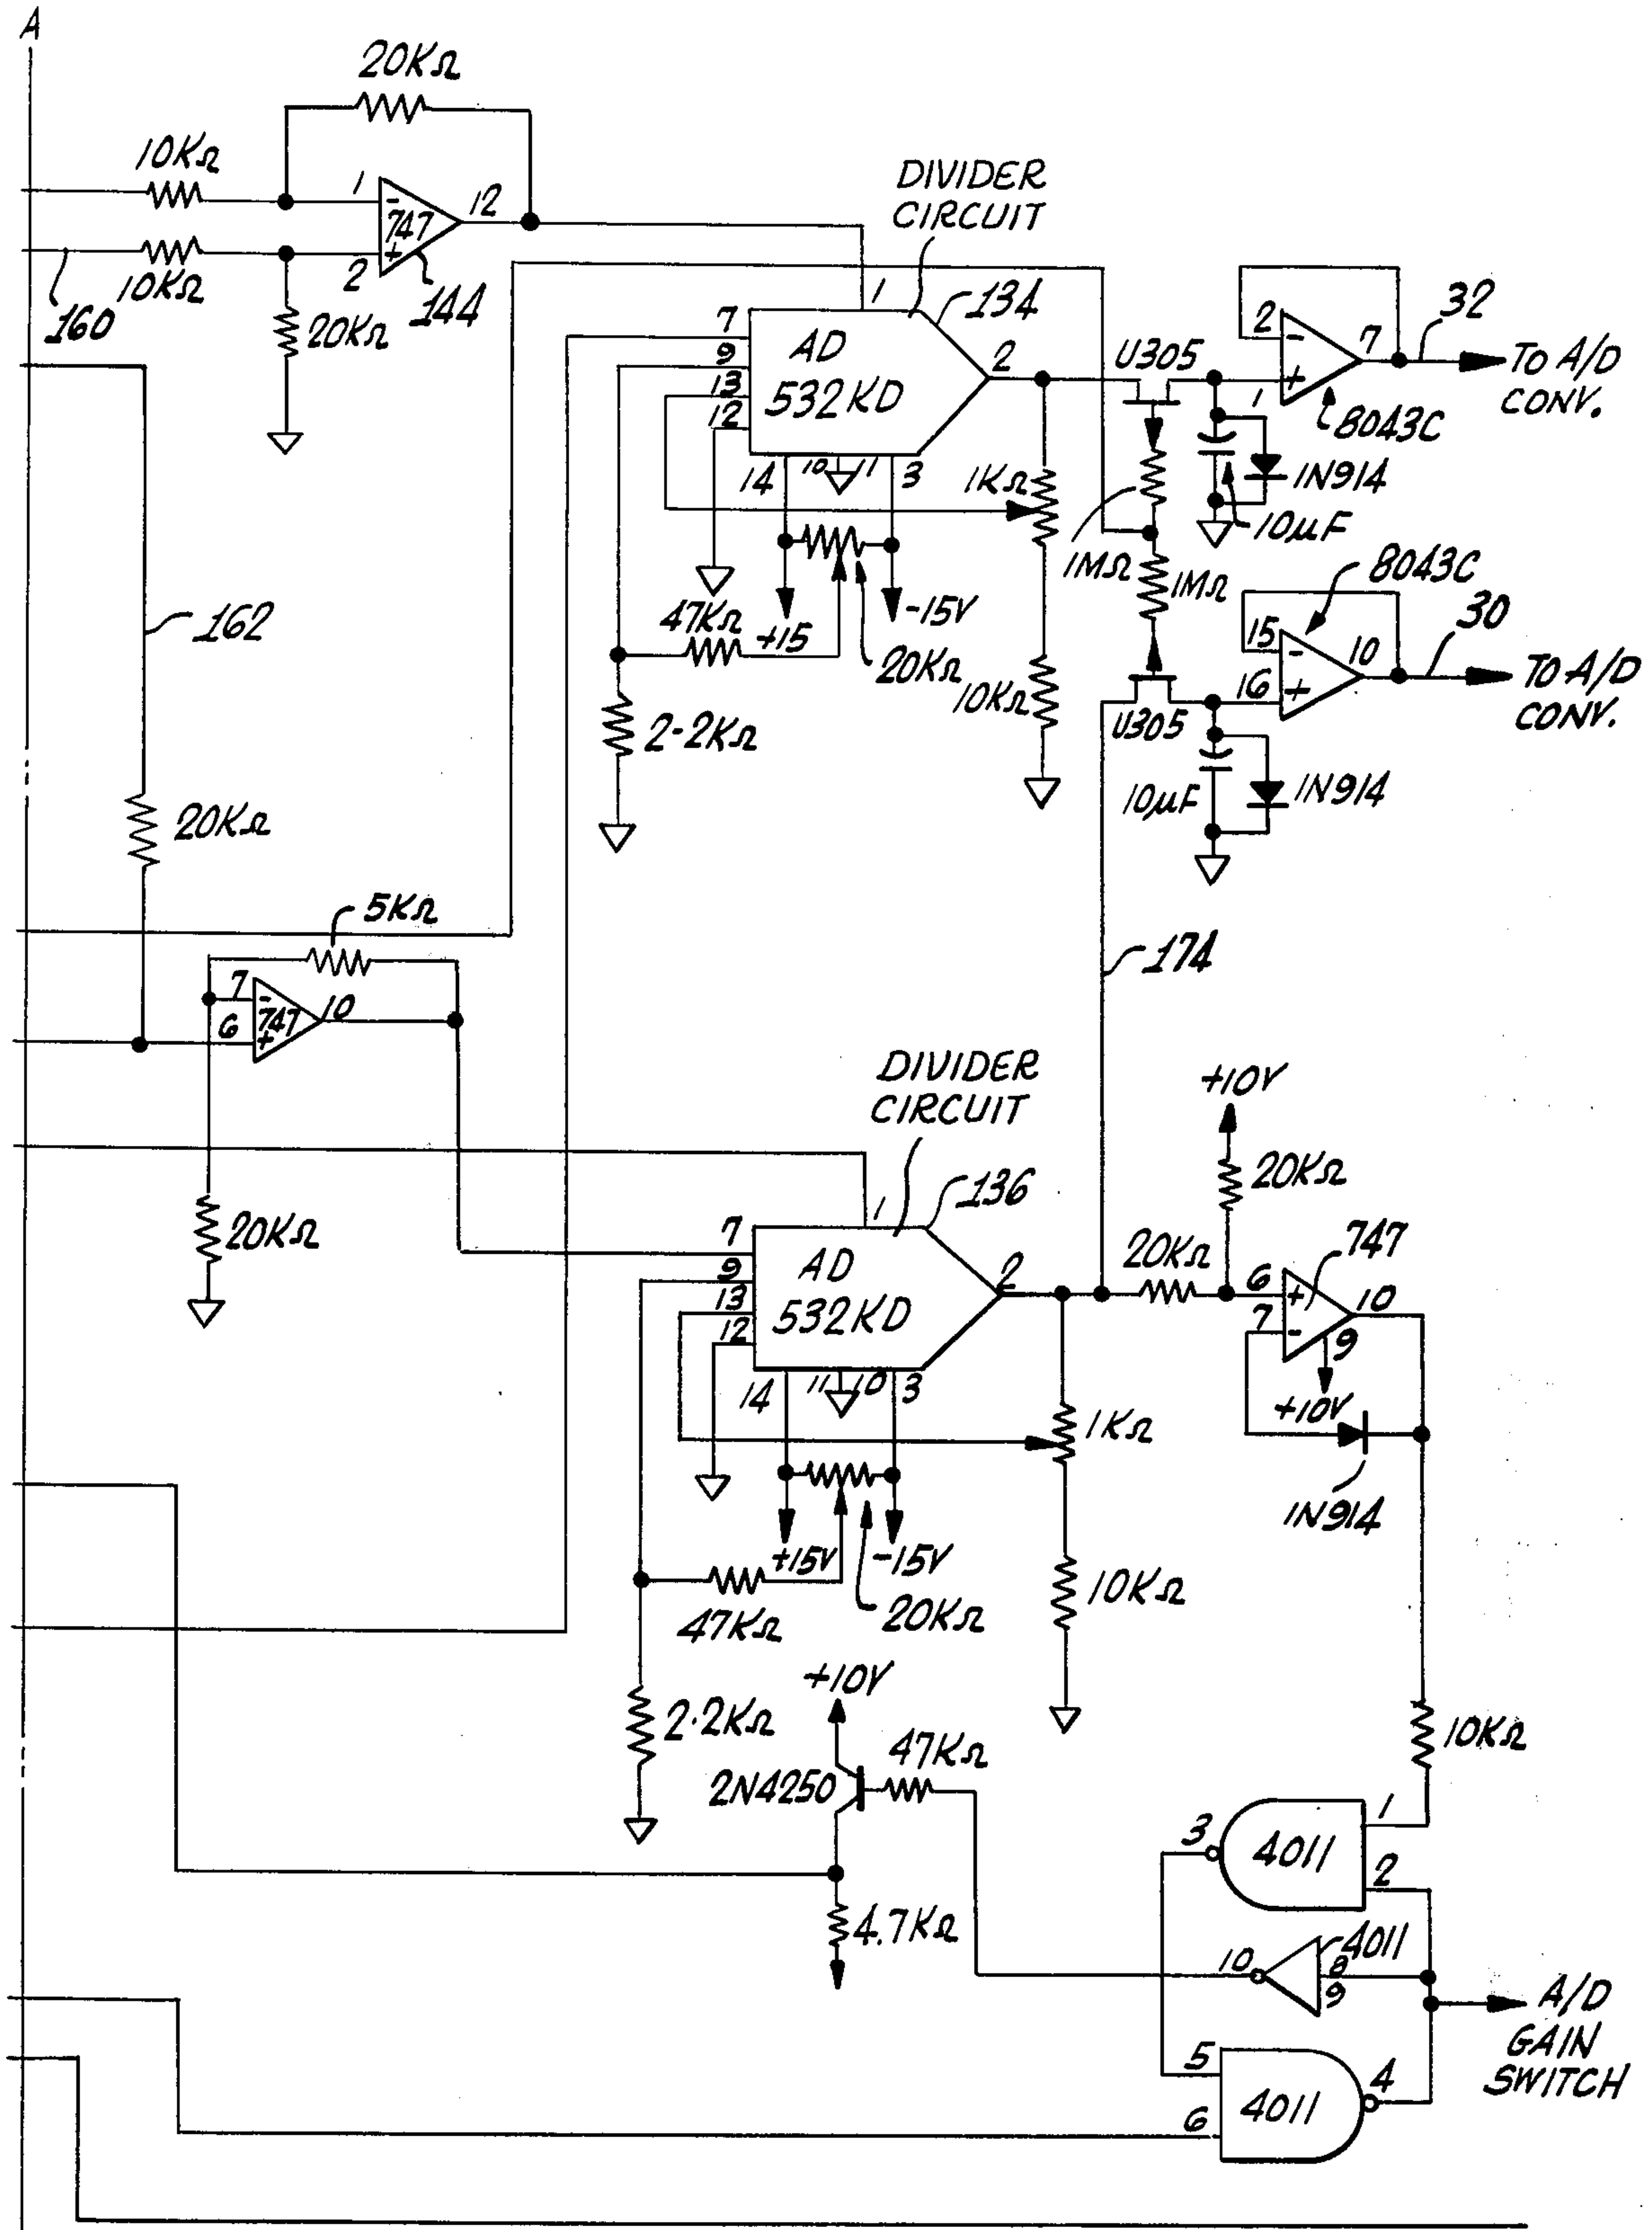 A
20KΩ
10KΩ
1
-
747
12
+
2
10KΩ
160
20KΩ
144
DIVIDER
CIRCUIT
1
134
7
9
13
12
AD
532KD
2
14
10
11
3
U305
2
-
7
32
TO A/D
CONV.
+
1
8043C
1KΩ
1N914
10µF
1MΩ
1MΩ
162
47KΩ
+15
-15V
20KΩ
10KΩ
2-2KΩ
8043C
15
-
10
30
16
+
TO A/D
CONV.
U305
10µF
1N914
20KΩ
5KΩ
7
-
747
10
6
+
174
20KΩ
DIVIDER
CIRCUIT
1
136
7
9
13
12
AD
532KD
2
14
11
10
3
+10V
20KΩ
20KΩ
747
6
+
10
7
-
9
+10V
1N914
1KΩ
+15V
-15V
47KΩ
20KΩ
10KΩ
2.2KΩ
+10V
2N4250
47KΩ
4.7KΩ
10KΩ
3
4011
1
2
10
4011
8
9
A/D
GAIN
SWITCH
5
4011
4
6